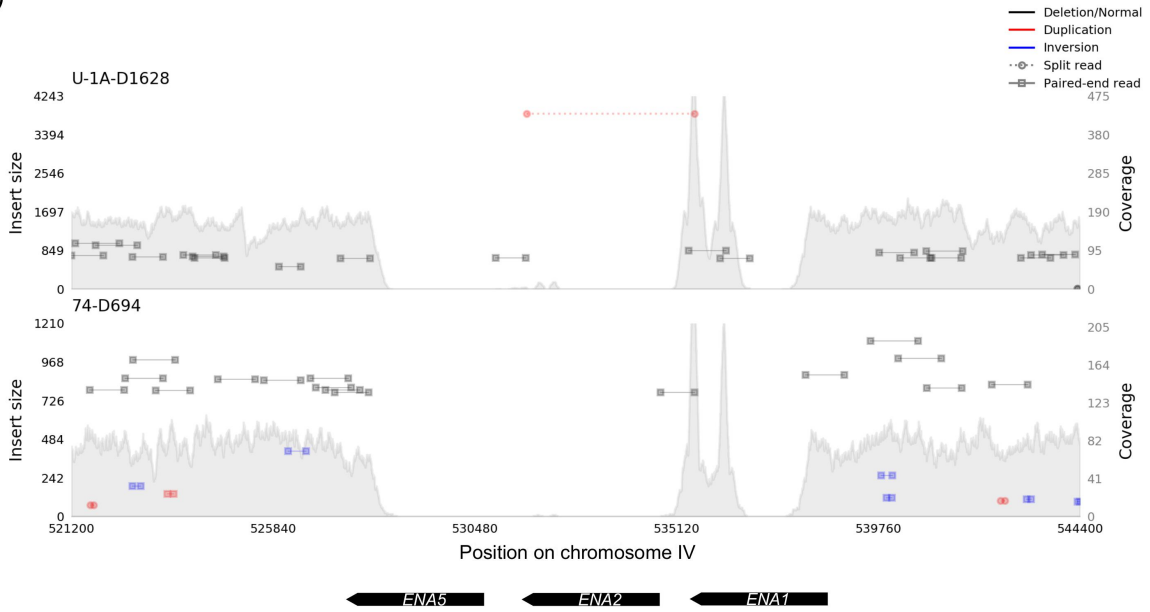 )
Deletion/Normal
Duplication
Inversion
Split read
Paired-end read
U-1A-D1628
4243
3394
2546
1697
849
0
Insert size
475
380
285
190
95
0
Coverage
74-D694
1210
968
726
484
242
0
Insert size
205
164
123
82
41
0
Coverage
521200 525840 530480 535120 539760 544400
Position on chromosome IV
ENA5 ENA2 ENA1